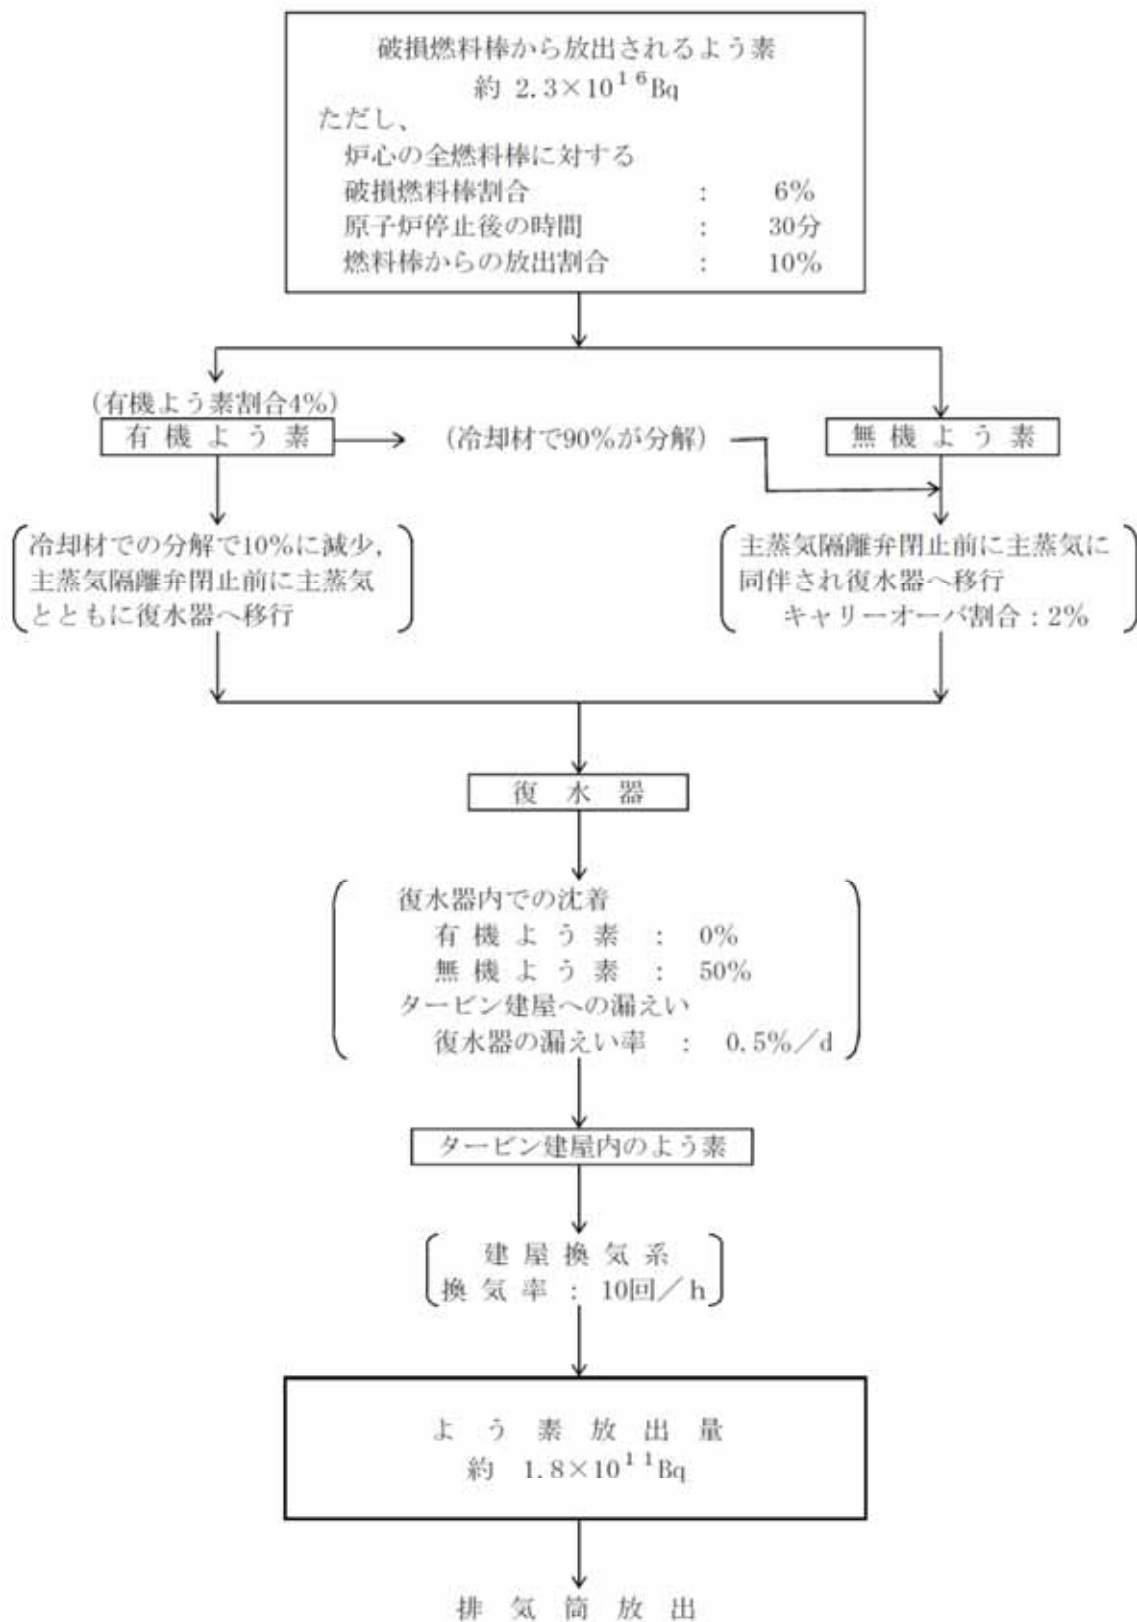 破損燃料棒から放出されるよう素
約 2.3×10¹⁶Bq
ただし、
炉心の全燃料棒に対する
破損燃料棒割合 : 6%
原子炉停止後の時間 : 30分
燃料棒からの放出割合 : 10%
(有機よう素割合4%)
有機よう素
(冷却材で90%が分解)
無機よう素
冷却材での分解で10%に減少,
主蒸気隔離弁閉止前に主蒸気
とともに復水器へ移行
主蒸気隔離弁閉止前に主蒸気に
同伴され復水器へ移行
キャリーオーバ割合:2%
復水器
復水器内での沈着
有機よう素 : 0%
無機よう素 : 50%
タービン建屋への漏えい
復水器の漏えい率 : 0.5%/d
タービン建屋内のよう素
建屋換気系
換気率 : 10回/h
よう素放出量
約 1.8×10¹¹Bq
排気筒放出